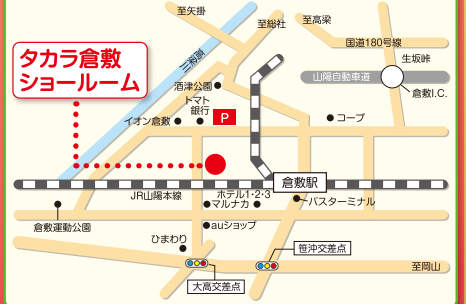 至矢掛
至総社
至高梁
国道180号線
生坂峠
タカラ倉敷
ショールーム
高梁川
山陽自動車道
倉敷I.C.
酒津公園
トマト
銀行
P
イオン倉敷
コープ
倉敷駅
JR山陽本線
ホテル1・2・3
マルナカ
バスターミナル
倉敷運動公園
auショップ
ひまわり
笹沖交差点
至岡山
大高交差点